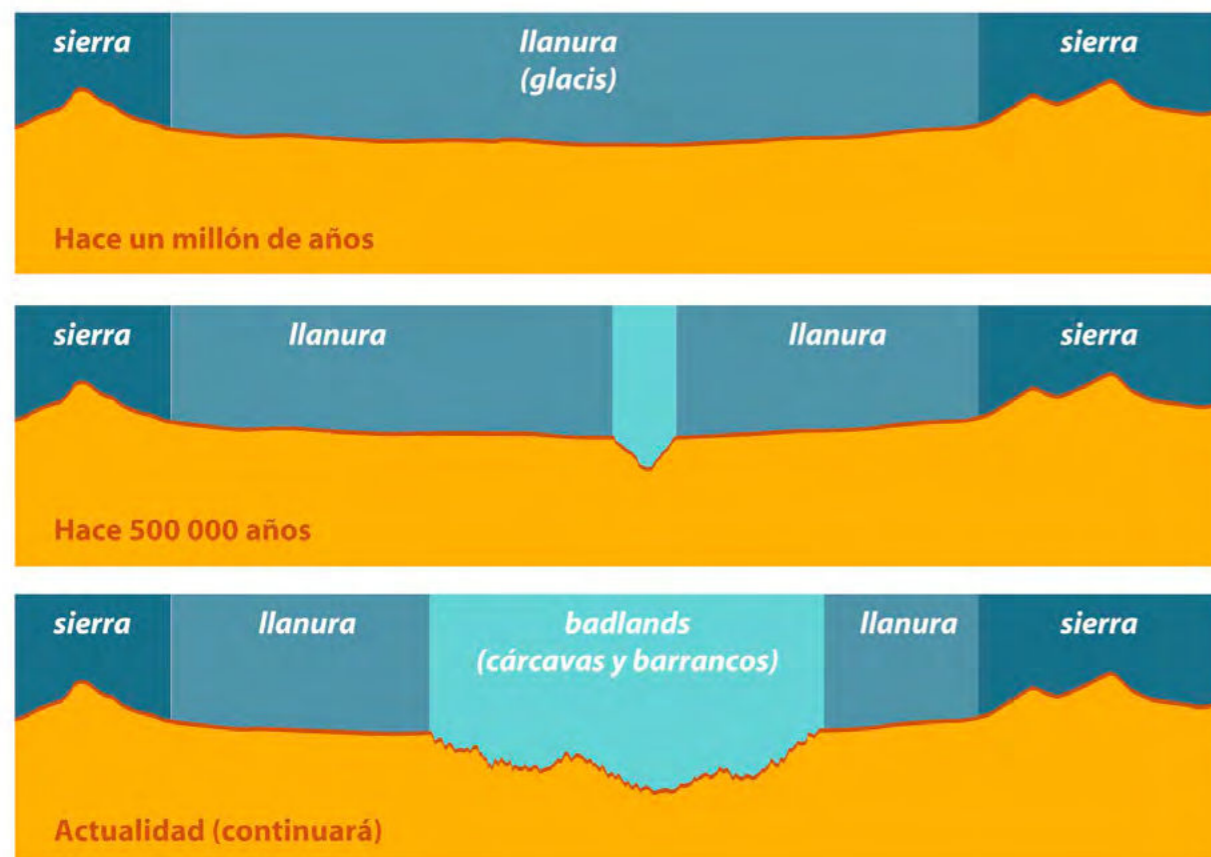 sierra
llanura
(glacis)
sierra
Hace un millón de años
sierra
llanura
llanura
sierra
Hace 500 000 años
sierra
llanura
badlands
(cárcavas y barrancos)
llanura
sierra
Actualidad (continuará)